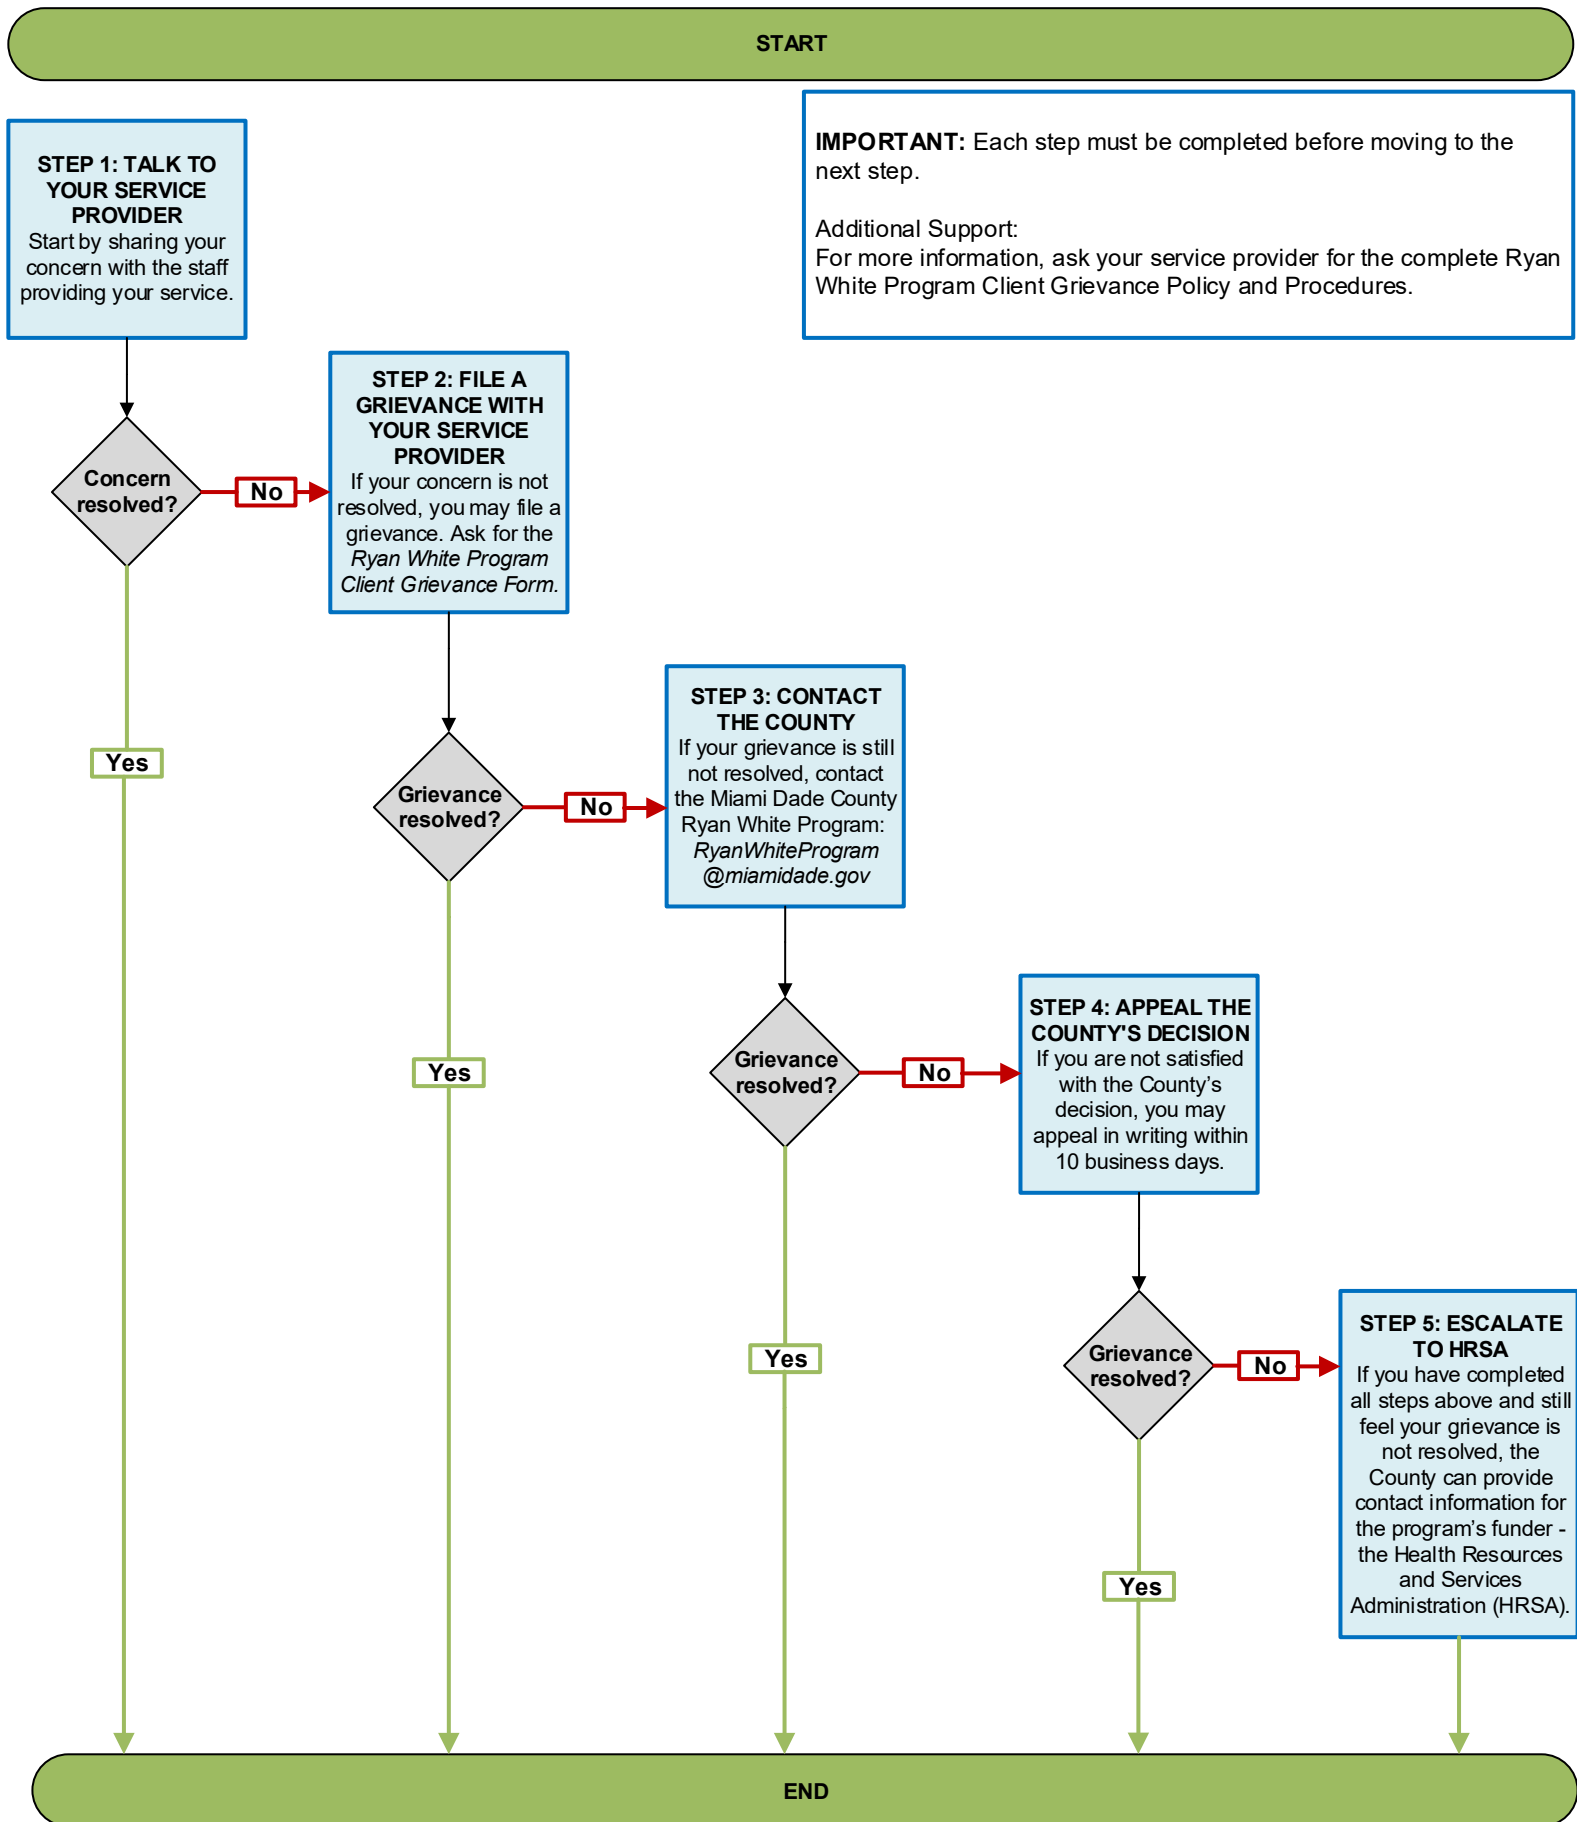 START
STEP 1: TALK TO
YOUR SERVICE
PROVIDER
Start by sharing your
concern with the staff
providing your service.
IMPORTANT: Each step must be completed before moving to the
next step.
Additional Support:
For more information, ask your service provider for the complete Ryan
White Program Client Grievance Policy and Procedures.
Concern
resolved?
No
Yes
STEP 2: FILE A
GRIEVANCE WITH
YOUR SERVICE
PROVIDER
If your concern is not
resolved, you may file a
grievance. Ask for the
Ryan White Program
Client Grievance Form.
Grievance
resolved?
No
Yes
STEP 3: CONTACT
THE COUNTY
If your grievance is still
not resolved, contact
the Miami Dade County
Ryan White Program:
RyanWhiteProgram
@miamidade.gov
Grievance
resolved?
No
Yes
STEP 4: APPEAL THE
COUNTY'S DECISION
If you are not satisfied
with the County’s
decision, you may
appeal in writing within
10 business days.
Grievance
resolved?
No
Yes
STEP 5: ESCALATE
TO HRSA
If you have completed
all steps above and still
feel your grievance is
not resolved, the
County can provide
contact information for
the program’s funder -
the Health Resources
and Services
Administration (HRSA).
END